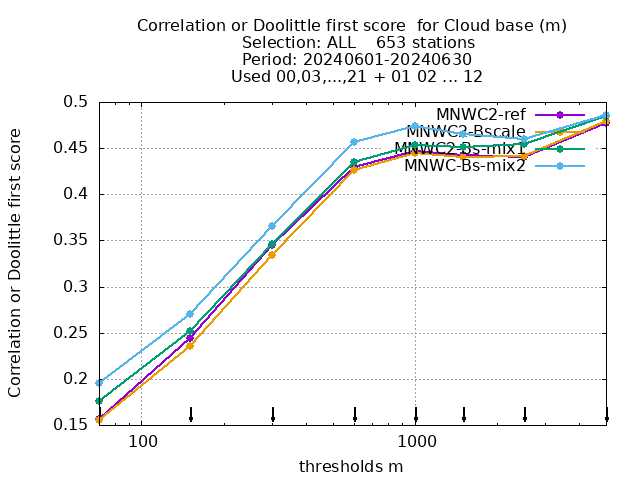 Correlation or Doolittle first score  for Cloud base (m)
Selection: ALL    653 stations
Period: 20240601-20240630
Used 00,03,...,21 + 01 02 ... 12
Correlation or Doolittle first score
0.5
0.45
0.4
0.35
0.3
0.25
0.2
0.15
MNWC2-ref
MNWC2-Bscale
MNWC2-Bs-mix1
MNWC-Bs-mix2
100
1000
thresholds m